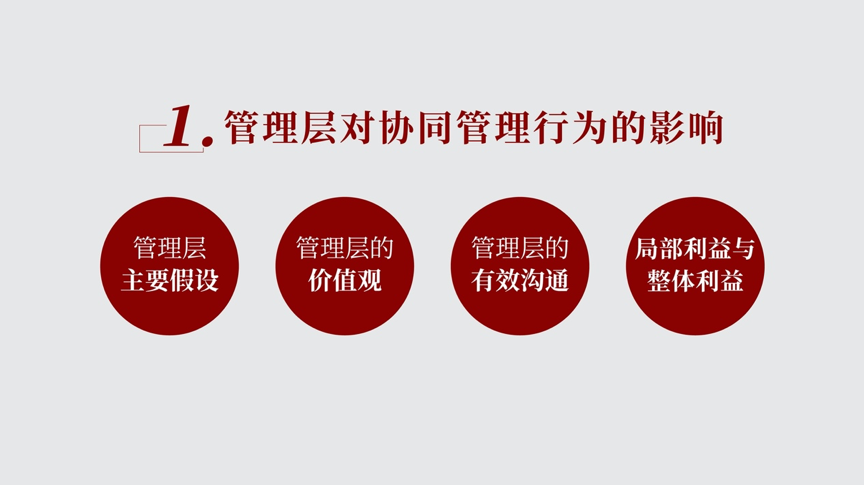 1.管理层对协同管理行为的影响
管理层
主要假设
管理层的
价值观
管理层的
有效沟通
局部利益与
整体利益